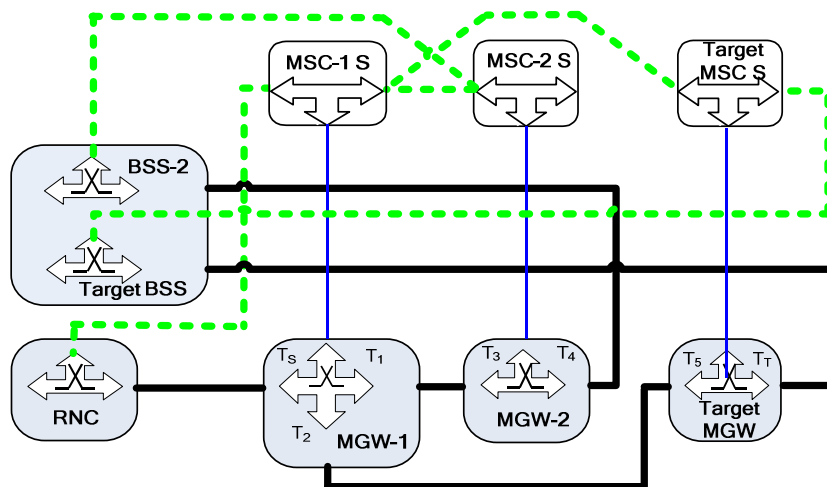 MSC-1 S
MSC-2 S
Target
MSC S
BSS-2
Target BSS
RNC
TS
T1
T2
MGW-1
T3
T4
MGW-2
T5
TT
Target
MGW